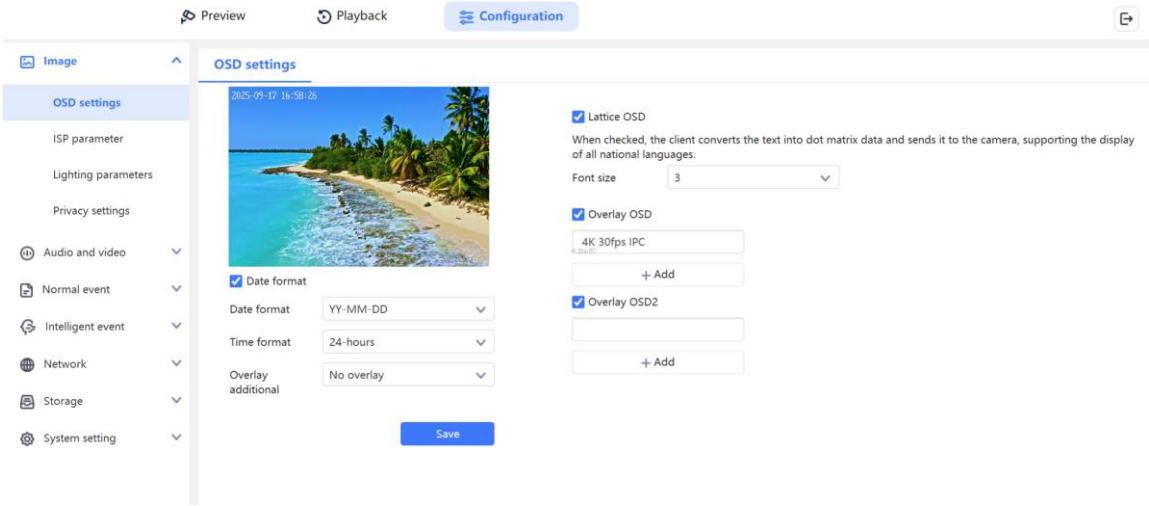 Preview
Playback
Configuration
Image
OSD settings
ISP parameter
Lighting parameters
Privacy settings
Audio and video
Normal event
Intelligent event
Network
Storage
System setting
OSD settings
2025-09-17 16:58:26
Date format
Date format YY-MM-DD
Time format 24-hours
Overlay additional No overlay
Save
Lattice OSD
When checked, the client converts the text into dot matrix data and sends it to the camera, supporting the display
of all national languages.
Font size 3
Overlay OSD
4K 30fps IPC
+ Add
Overlay OSD2
+ Add